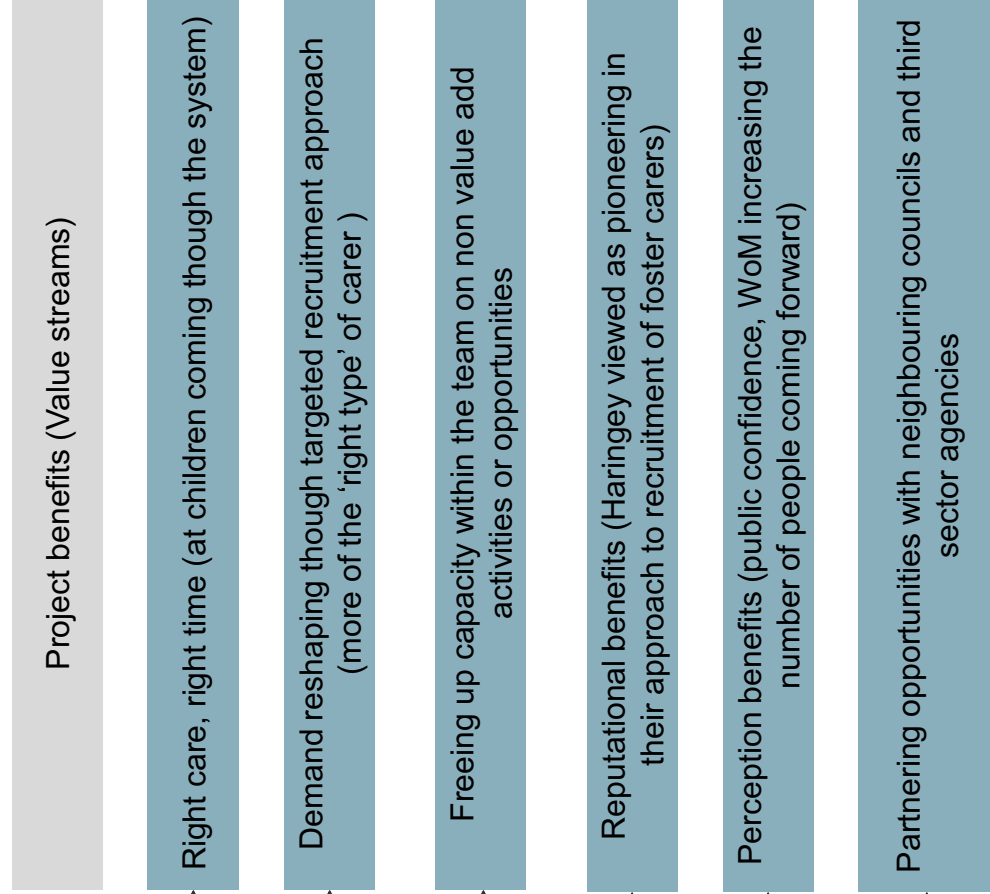 Project benefits (Value streams)
Right care, right time (at children coming though the system)
Demand reshaping though targeted recruitment approach
(more of the ‘right type’ of carer )
Freeing up capacity within the team on non value add
activities or opportunities
Reputational benefits (Haringey viewed as pioneering in
their approach to recruitment of foster carers)
Perception benefits (public confidence, WoM increasing the
number of people coming forward)
Partnering opportunities with neighbouring councils and third
sector agencies